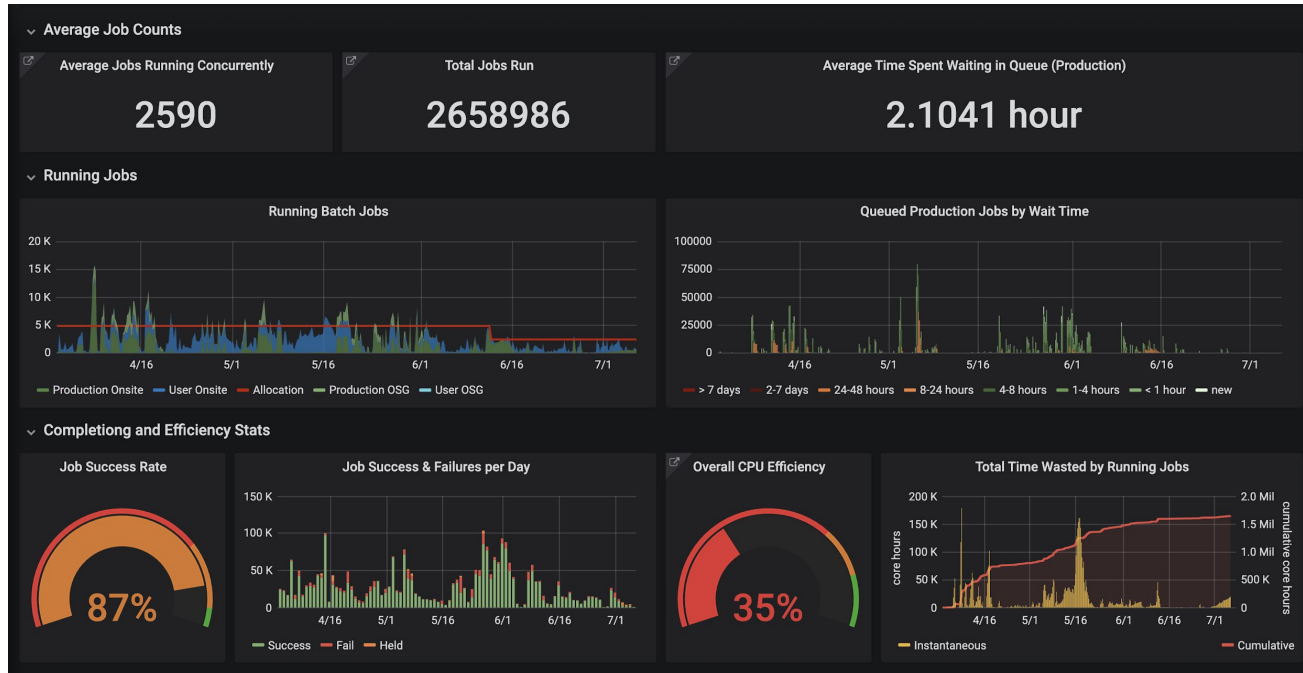 Average Job Counts
Average Jobs Running Concurrently
2590
Total Jobs Run
2658986
Average Time Spent Waiting in Queue (Production)
2.1041 hour
Running Jobs
Running Batch Jobs
20 K
15 K
10 K
5 K
0
4/16 5/1 5/16 6/1 6/16 7/1
Production Onsite User Onsite Allocation Production OSG User OSG
Queued Production Jobs by Wait Time
100000
75000
50000
25000
0
4/16 5/1 5/16 6/1 6/16 7/1
> 7 days 2-7 days 24-48 hours 8-24 hours 4-8 hours 1-4 hours < 1 hour new
Completiong and Efficiency Stats
Job Success Rate
87%
Job Success & Failures per Day
150 K
100 K
50 K
0
4/16 5/1 5/16 6/1 6/16 7/1
Success Fail Held
Overall CPU Efficiency
35%
Total Time Wasted by Running Jobs
core hours
200 K
150 K
100 K
50 K
0
2.0 Mil
1.5 Mil
1.0 Mil
500 K
0
cumulative core hours
4/16 5/1 5/16 6/1 6/16 7/1
Instantaneous Cumulative